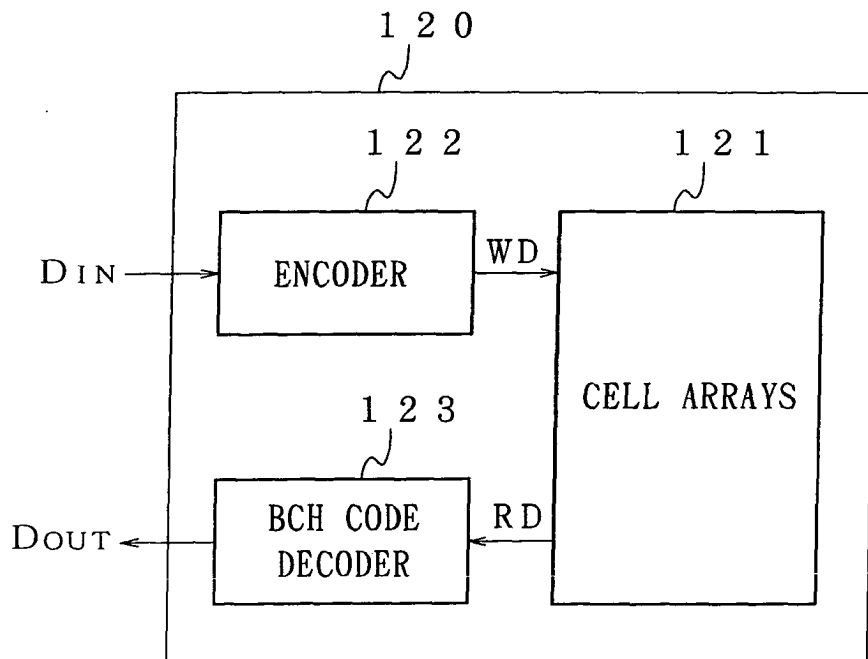 120
122
121
DIN
ENCODER
WD
CELL ARRAYS
123
DOUT
BCH CODE
DECODER
RD